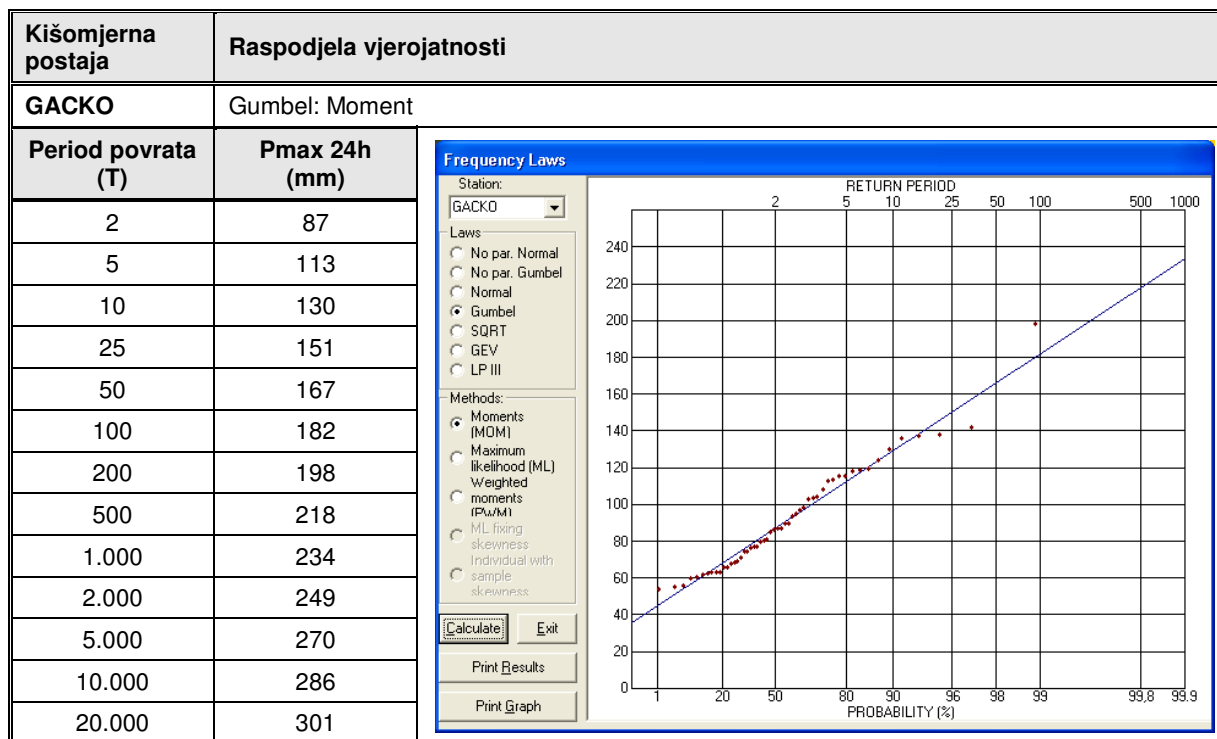 Kišomjerna postaja
Raspodjela vjerojatnosti
GACKO
Gumbel: Moment
Period povrata (T)
Pmax 24h (mm)
2 87
5 113
10 130
25 151
50 167
100 182
200 198
500 218
1.000 234
2.000 249
5.000 270
10.000 286
20.000 301
Frequency Laws
Station:
GACKO
Laws
No par. Normal
No par. Gumbel
Normal
Gumbel
SQRT
GEV
LP III
Methods:
Moments
(MOM)
Maximum
likelihood (ML)
Weighted
moments
(PWM)
ML fixing
skewness
Individual with
sample
skewness
Calculate Exit
Print Results
Print Graph
RETURN PERIOD
2 5 10 25 50 100 500 1000
240
220
200
180
160
140
120
100
80
60
40
20
0
1 20 50 80 90 96 98 99 99,8 99.9
PROBABILITY (%)